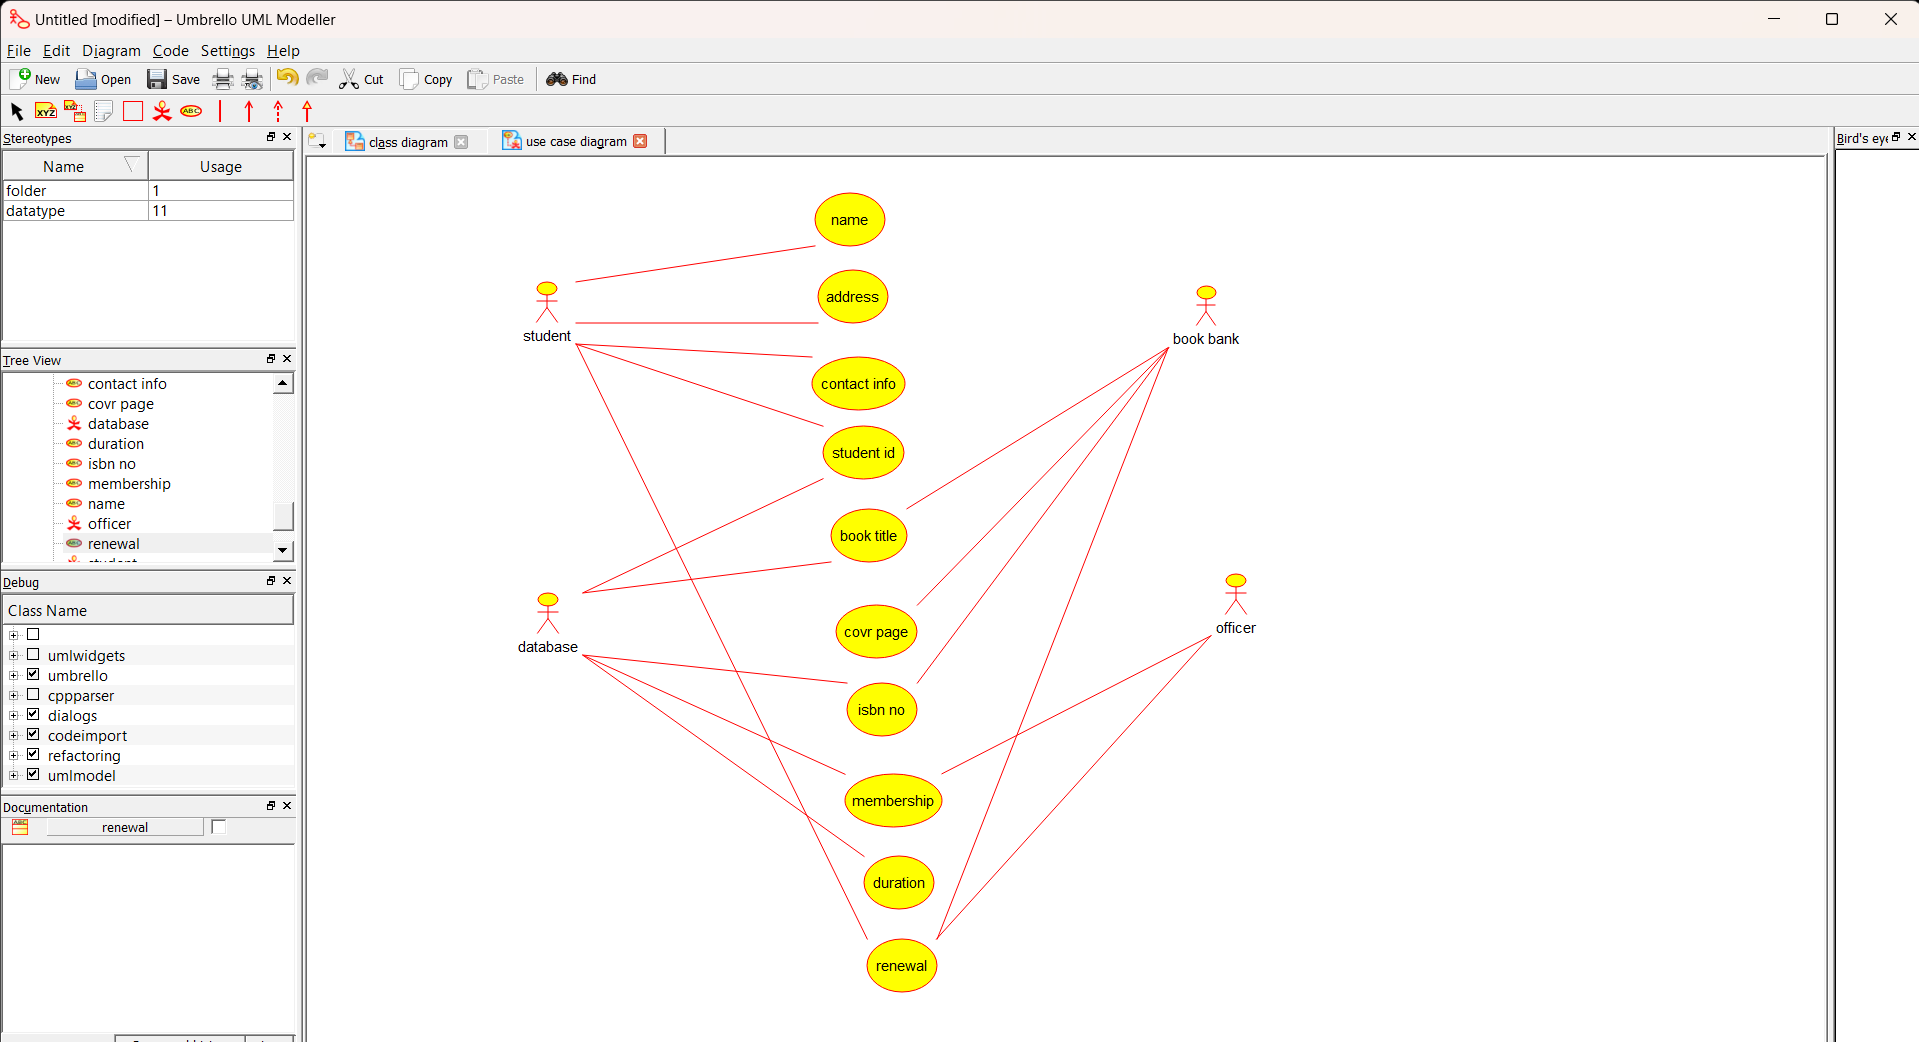 Untitled [modified] – Umbrello UML Modeller
File Edit Diagram Code Settings Help
New Open Save Cut Copy Paste Find
XYZ XYZ ABC
Stereotypes
Name Usage
folder 1
datatype 11
Tree View
contact info
covr page
database
duration
isbn no
membership
name
officer
renewal
student
Debug
Class Name
umlwidgets
umbrello
cppparser
dialogs
codeimport
refactoring
umlmodel
Documentation
renewal
class diagram use case diagram
name
address
student
book bank
contact info
student id
book title
covr page
officer
database
isbn no
membership
duration
renewal
Bird's eye